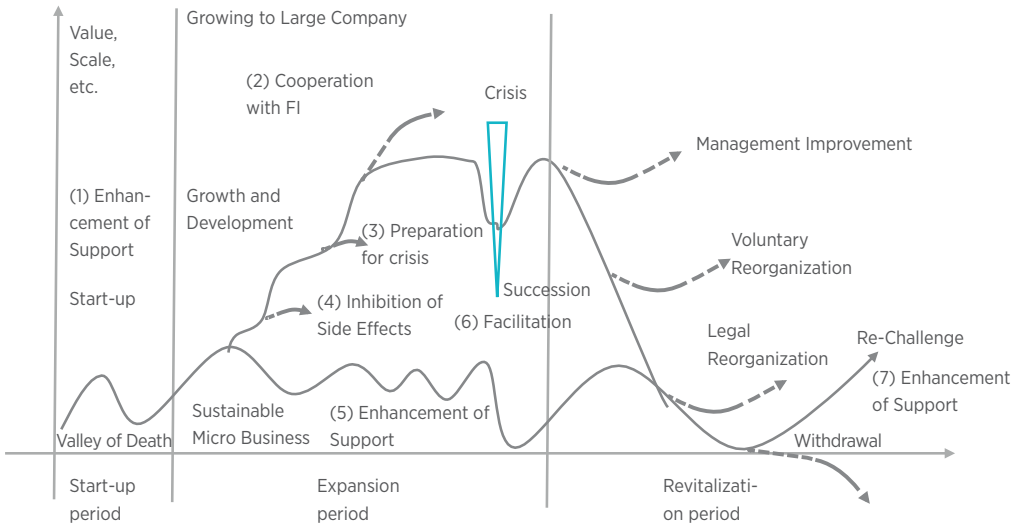 Value,
Scale,
etc.
Growing to Large Company
(2) Cooperation
with FI
Crisis
Management Improvement
(1) Enhan-
cement of
Support
Growth and
Development
(3) Preparation
for crisis
Voluntary
Reorganization
Start-up
(4) Inhibition of
Side Effects
Succession
(6) Facilitation
Legal
Reorganization
Re-Challenge
(7) Enhancement
of Support
Sustainable
Micro Business
(5) Enhancement of
Support
Valley of Death
Withdrawal
Start-up
period
Expansion
period
Revitalizati-
on period